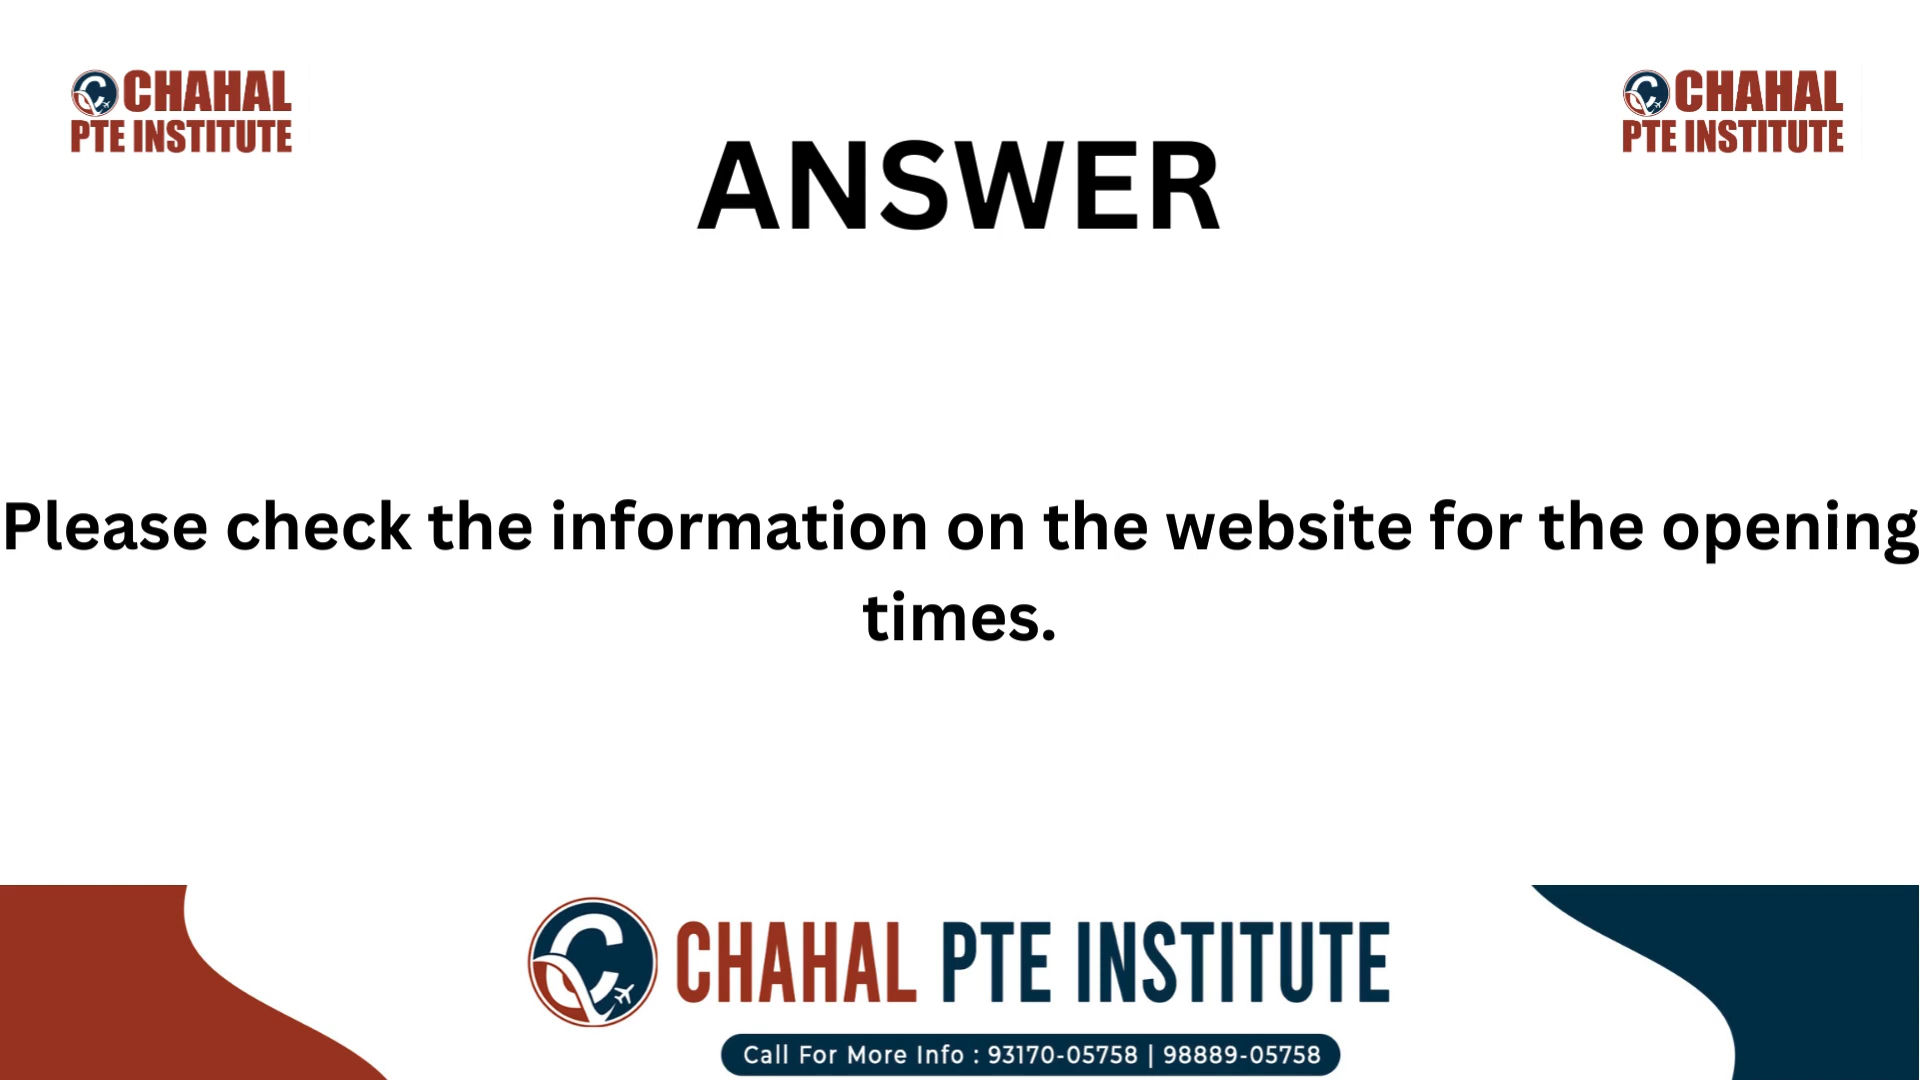 CHAHAL
PTE INSTITUTE
CHAHAL
PTE INSTITUTE
ANSWER
Please check the information on the website for the opening
times.
CHAHAL PTE INSTITUTE
Call For More Info : 93170-05758 | 98889-05758